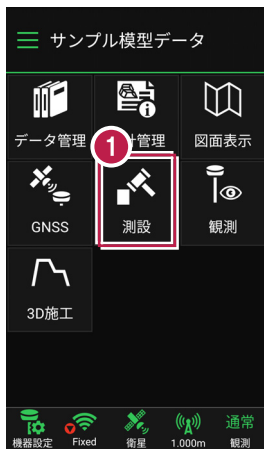 サンプル模型データ
データ管理
計管理
図面表示
1
GNSS
測設
観測
3D施工
通常
機器設定
Fixed
衛星
1.000m
観測